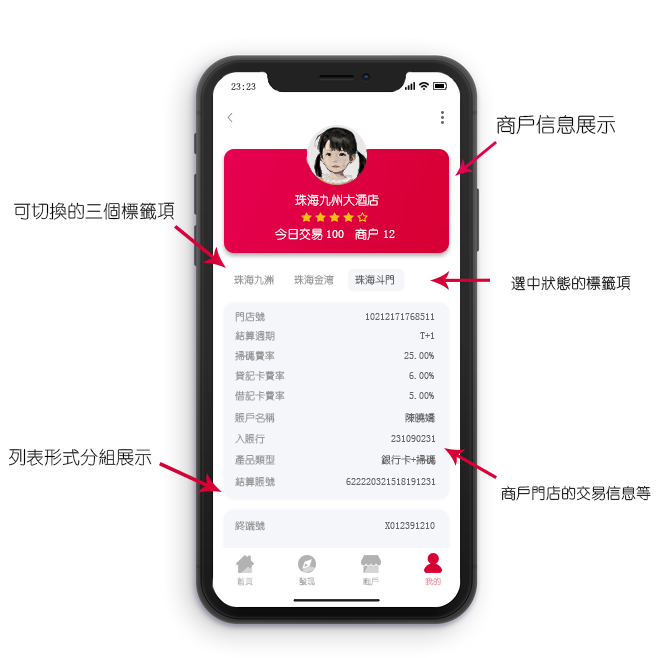 23:23
商戶信息展示
珠海九州大酒店
今日交易 100 商户 12
可切換的三個標籤項
珠海九洲 珠海金灣 珠海斗門
選中狀態的標籤項
門店號 10212171768511
結算週期 T+1
掃碼費率 25.00%
貸記卡費率 6.00%
借記卡費率 5.00%
賬戶名稱 陳曉嬌
入賬行 231090231
列表形式分組展示
產品類型 銀行卡+掃碼
結算賬號 622220321518191231
商戶門店的交易信息等
終端號 X012391210
首頁 發現 商戶 我的